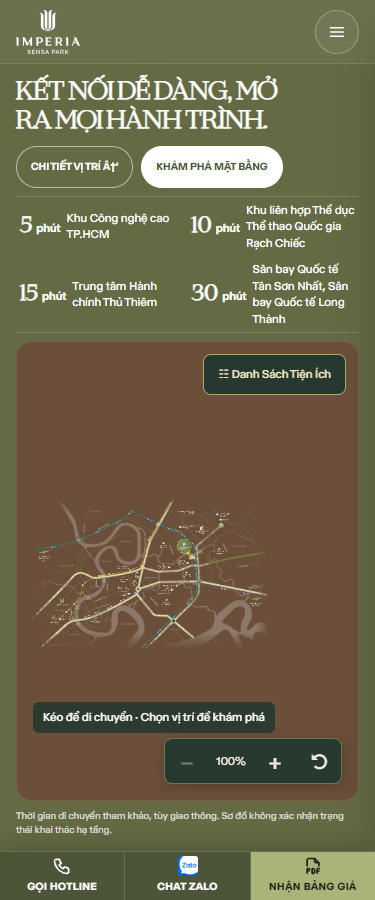 IMPERIA
SENSA PARK
KẾT NỐI DỄ DÀNG, MỞ
RA MỌI HÀNH TRÌNH.
CHI TIẾT VỊ TRÍ Â†’
KHÁM PHÁ MẶT BẰNG
5 phút Khu Công nghệ cao
TP.HCM
10 phút Khu liên hợp Thể dục
Thể thao Quốc gia
Rạch Chiếc
15 phút Trung tâm Hành
chính Thủ Thiêm
30 phút Sân bay Quốc tế
Tân Sơn Nhất, Sân
bay Quốc tế Long
Thành
☷ Danh Sách Tiện Ích
Kéo để di chuyển · Chọn vị trí để khám phá
− 100% +
Thời gian di chuyển tham khảo, tùy giao thông. Sơ đồ không xác nhận trạng
thái khai thác hạ tầng.
GỌI HOTLINE
Zalo
CHAT ZALO
PDF
NHẬN BẢNG GIÁ